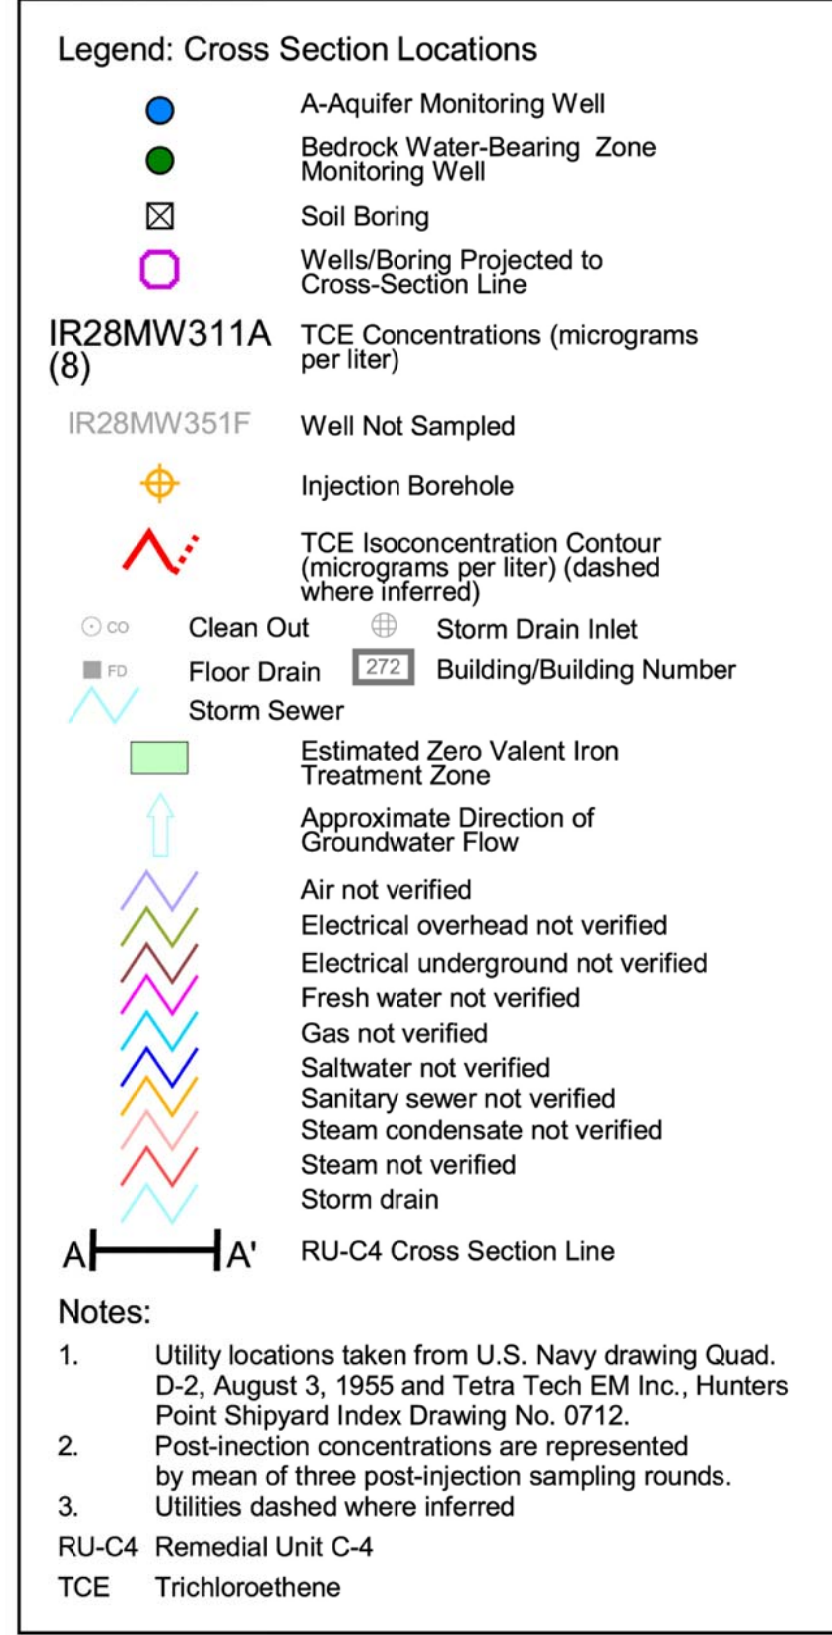 Legend: Cross Section Locations
A-Aquifer Monitoring Well
Bedrock Water-Bearing Zone
Monitoring Well
Soil Boring
Wells/Boring Projected to
Cross-Section Line
IR28MW311A
(8)
TCE Concentrations (micrograms
per liter)
IR28MW351F
Well Not Sampled
Injection Borehole
TCE Isoconcentration Contour
(micrograms per liter) (dashed
where inferred)
CO Clean Out
Storm Drain Inlet
FD Floor Drain
272 Building/Building Number
Storm Sewer
Estimated Zero Valent Iron
Treatment Zone
Approximate Direction of
Groundwater Flow
Air not verified
Electrical overhead not verified
Electrical underground not verified
Fresh water not verified
Gas not verified
Saltwater not verified
Sanitary sewer not verified
Steam condensate not verified
Steam not verified
Storm drain
A A' RU-C4 Cross Section Line
Notes:
1. Utility locations taken from U.S. Navy drawing Quad.
D-2, August 3, 1955 and Tetra Tech EM Inc., Hunters
Point Shipyard Index Drawing No. 0712.
2. Post-inection concentrations are represented
by mean of three post-injection sampling rounds.
3. Utilities dashed where inferred
RU-C4 Remedial Unit C-4
TCE Trichloroethene